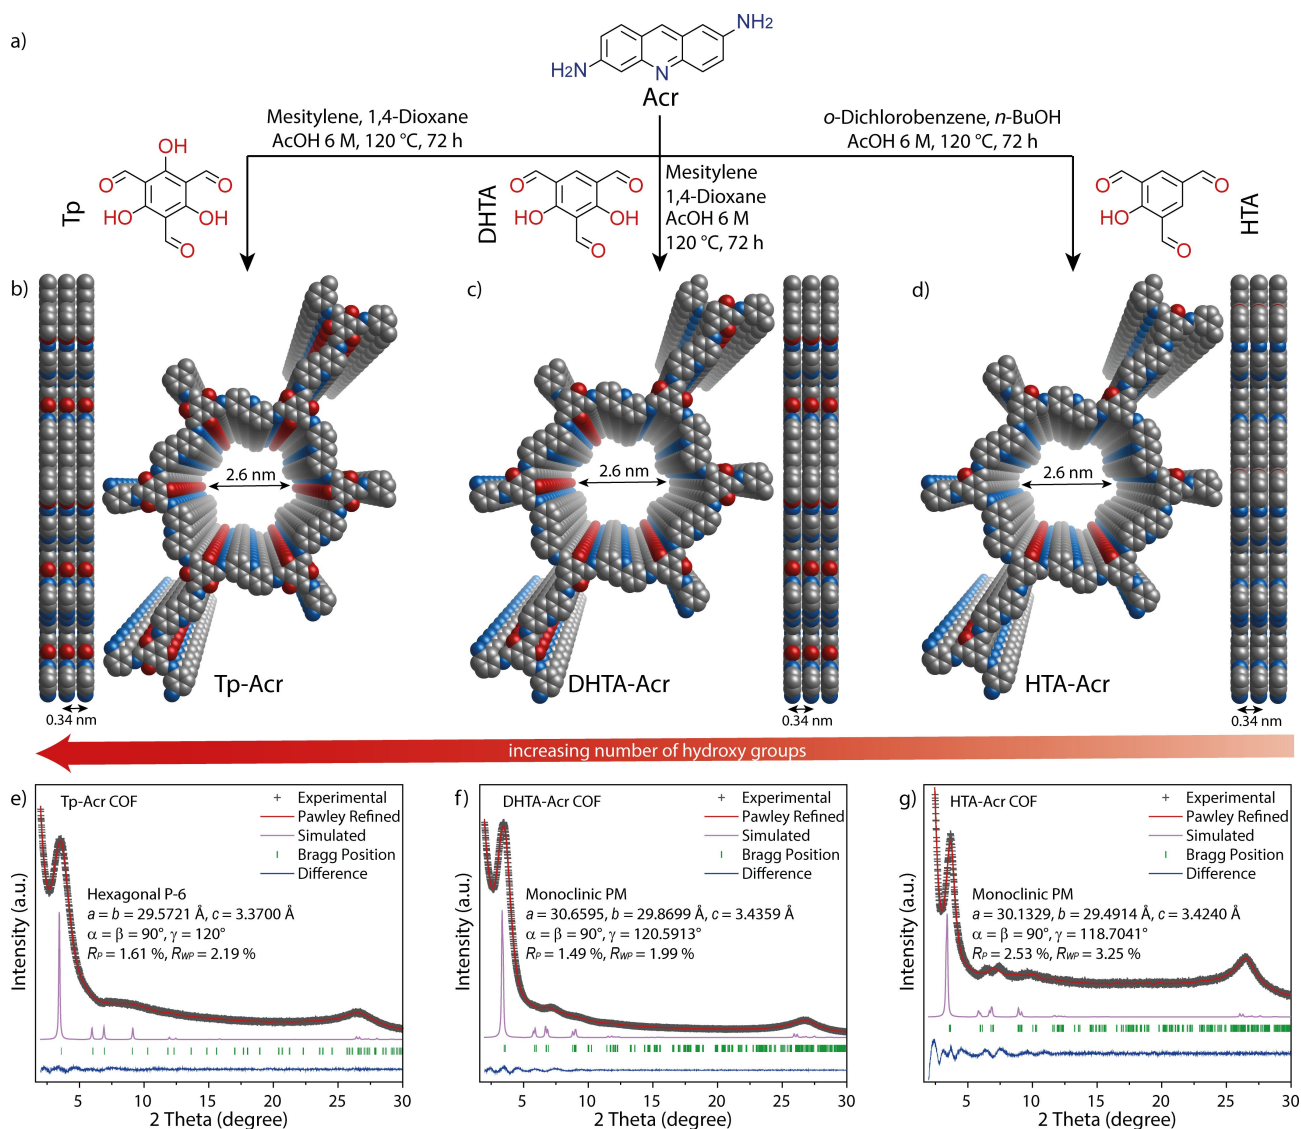 a)
NH2
H2N
N
Acr
Mesitylene, 1,4-Dioxane
AcOH 6 M, 120 °C, 72 h
o-Dichlorobenzene, n-BuOH
AcOH 6 M, 120 °C, 72 h
Mesitylene
1,4-Dioxane
AcOH 6 M
120 °C, 72 h
Tp
OH
O
O
HO
OH
O
DHTA
O
O
HO
OH
O
O
O
HO
O
HTA
b)
2.6 nm
Tp-Acr
0.34 nm
c)
2.6 nm
DHTA-Acr
0.34 nm
d)
2.6 nm
HTA-Acr
0.34 nm
increasing number of hydroxy groups
e)
Tp-Acr COF
Experimental
Pawley Refined
Simulated
Bragg Position
Difference
Hexagonal P-6
a = b = 29.5721 Å, c = 3.3700 Å
α = β = 90°, γ = 120°
RP = 1.61 %, RWP = 2.19 %
Intensity (a.u.)
5 10 15 20 25 30
2 Theta (degree)
f)
DHTA-Acr COF
Experimental
Pawley Refined
Simulated
Bragg Position
Difference
Monoclinic PM
a = 30.6595, b = 29.8699 Å, c = 3.4359 Å
α = β = 90°, γ = 120.5913°
RP = 1.49 %, RWP = 1.99 %
Intensity (a.u.)
5 10 15 20 25 30
2 Theta (degree)
g)
HTA-Acr COF
Experimental
Pawley Refined
Simulated
Bragg Position
Difference
Monoclinic PM
a = 30.1329, b = 29.4914 Å, c = 3.4240 Å
α = β = 90°, γ = 118.7041°
RP = 2.53 %, RWP = 3.25 %
Intensity (a.u.)
5 10 15 20 25 30
2 Theta (degree)